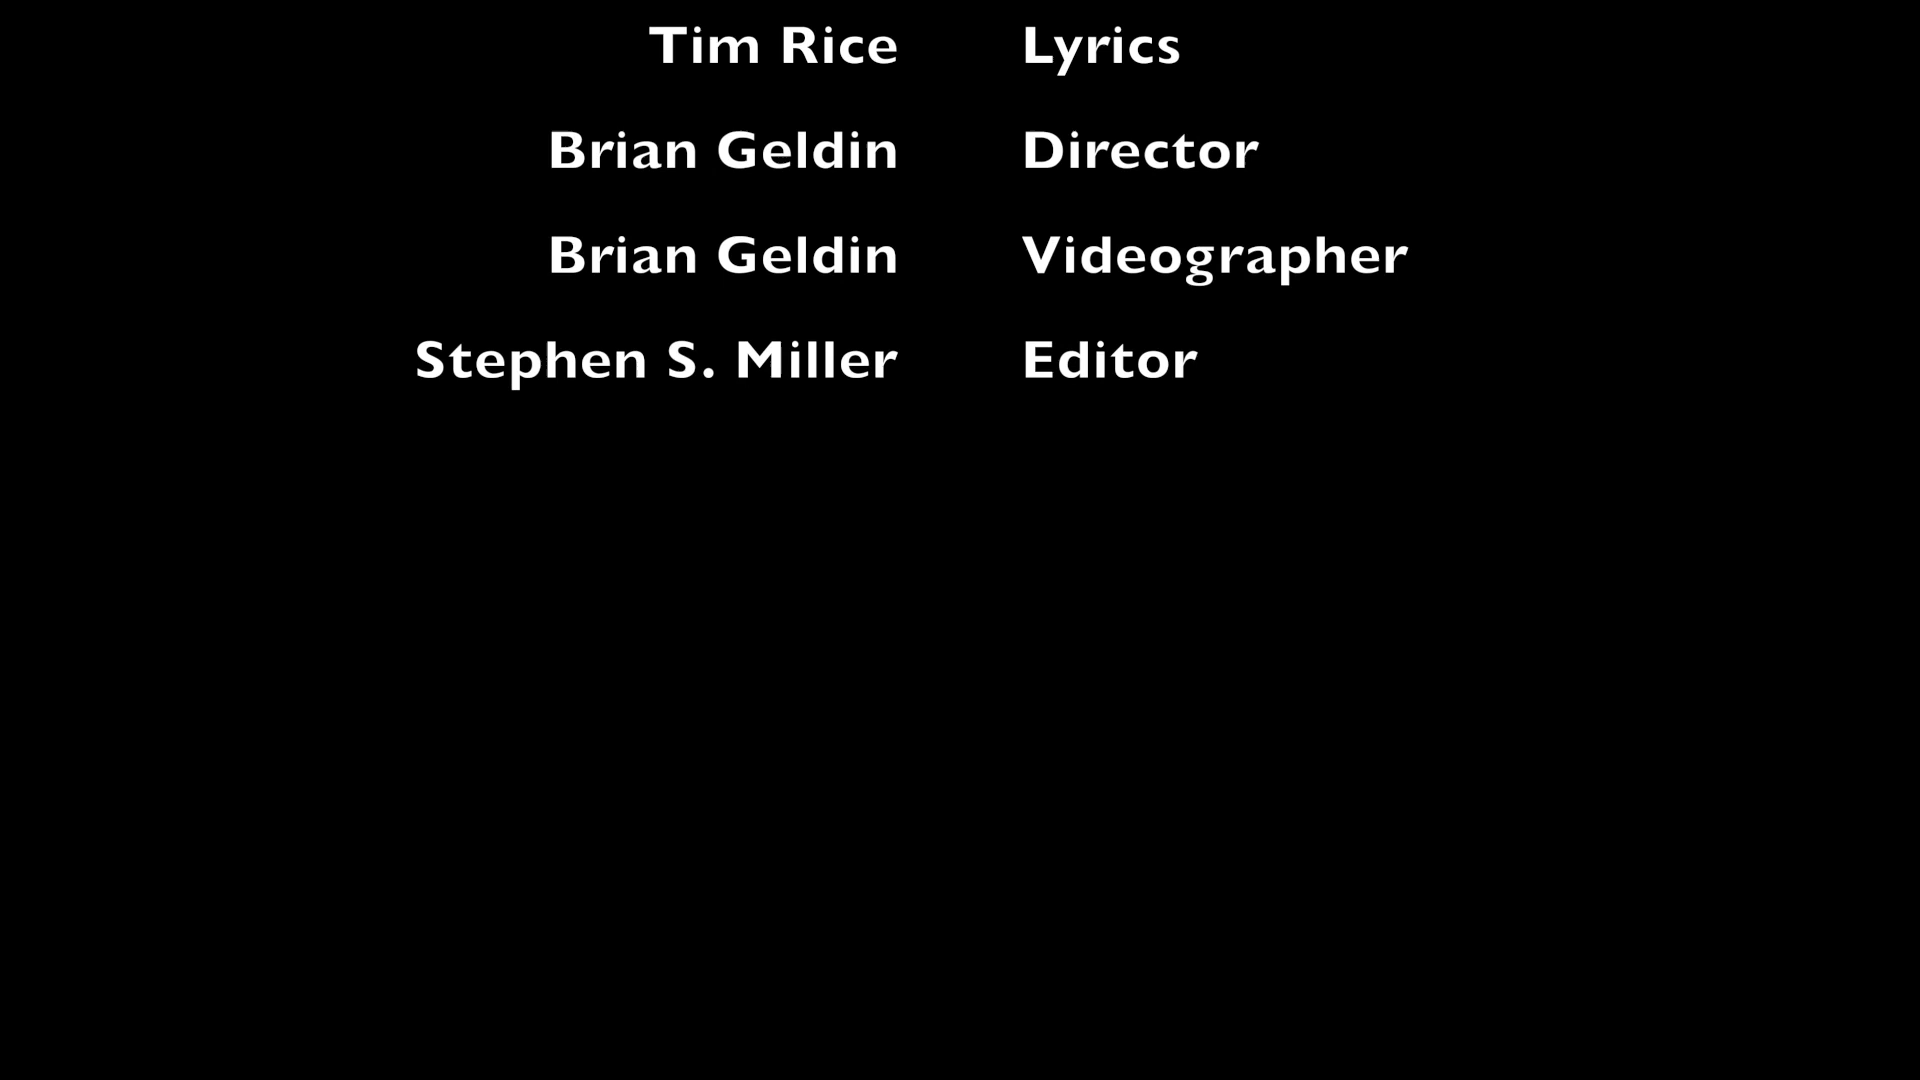 Tim Rice Lyrics
Brian Geldin Director
Brian Geldin Videographer
Stephen S. Miller Editor